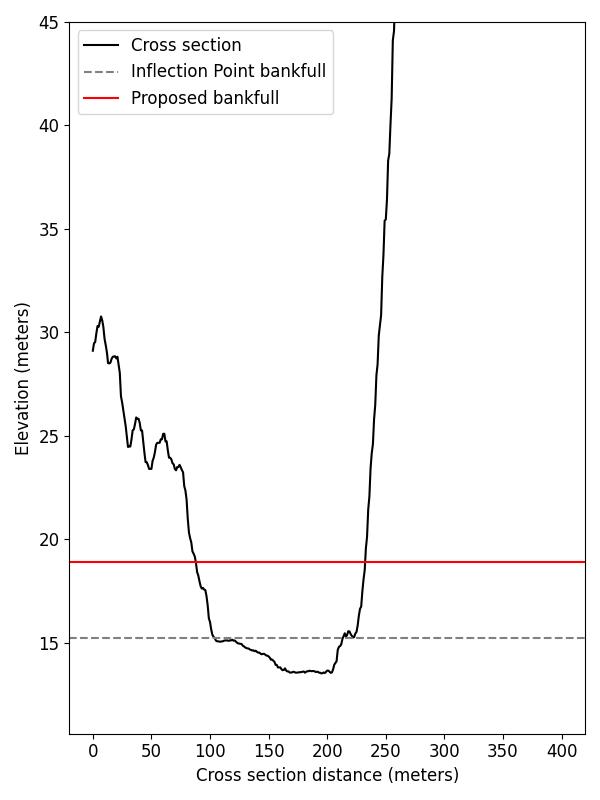 Cross section
Inflection Point bankfull
Proposed bankfull
45
40
35
30
25
20
15
Elevation (meters)
0 50 100 150 200 250 300 350 400
Cross section distance (meters)